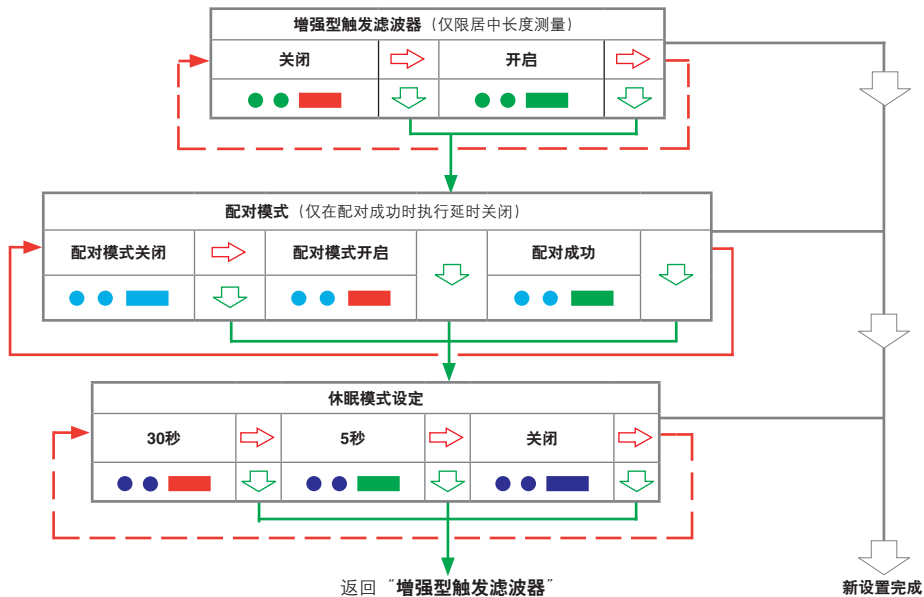 增强型触发滤波器（仅限居中长度测量）
关闭
开启
配对模式（仅在配对成功时执行延时关闭）
配对模式关闭
配对模式开启
配对成功
休眠模式设定
30秒
5秒
关闭
返回“增强型触发滤波器”
新设置完成